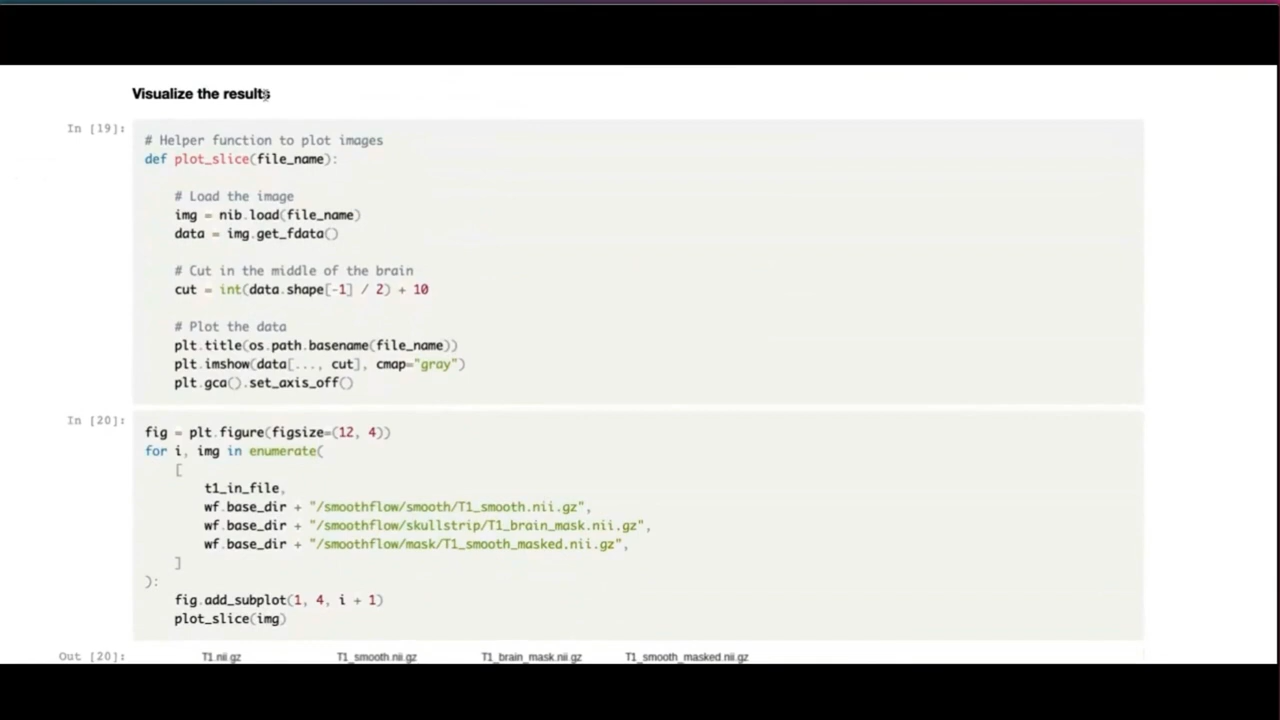 Visualize the results
In [19]:
# Helper function to plot images
def plot_slice(file_name):
# Load the image
img = nib.load(file_name)
data = img.get_fdata()
# Cut in the middle of the brain
cut = int(data.shape[-1] / 2) + 10
# Plot the data
plt.title(os.path.basename(file_name))
plt.imshow(data[..., cut], cmap="gray")
plt.gca().set_axis_off()
In [20]:
fig = plt.figure(figsize=(12, 4))
for i, img in enumerate(
[
t1_in_file,
wf.base_dir + "/smoothflow/smooth/T1_smooth.nii.gz",
wf.base_dir + "/smoothflow/skullstrip/T1_brain_mask.nii.gz",
wf.base_dir + "/smoothflow/mask/T1_smooth_masked.nii.gz",
]
):
fig.add_subplot(1, 4, i + 1)
plot_slice(img)
Out [20]:
T1.nii.gz T1_smooth.nii.gz T1_brain_mask.nii.gz T1_smooth_masked.nii.gz